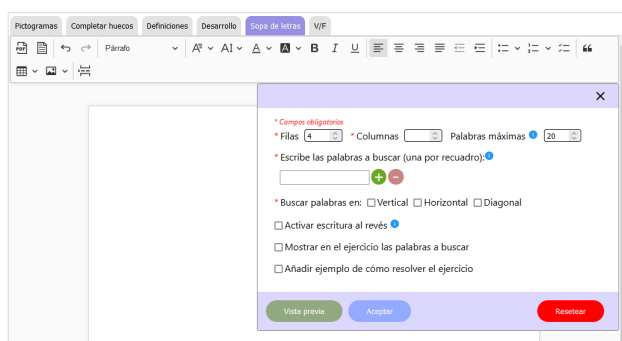 Pictogramas Completar huecos Definiciones Desarrollo Sopa de letras V/F
PDF Párrafo A AI A A B I U
* Campos obligatorios
* Filas 4 * Columnas Palabras máximas i 20
* Escribe las palabras a buscar (una por recuadro): i
* Buscar palabras en: Vertical Horizontal Diagonal
Activar escritura al revés i
Mostrar en el ejercicio las palabras a buscar
Añadir ejemplo de cómo resolver el ejercicio
Vista previa Aceptar Resetear